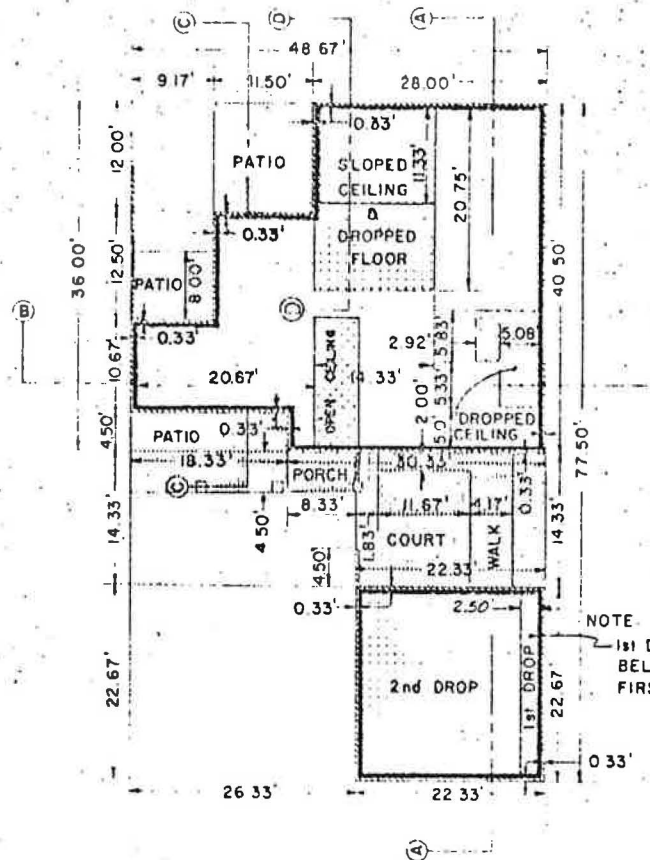 C
D
A
48.67'
9.17'
11.50'
28.00'
12.00'
0.33'
PATIO
SLOPED
CEILING
&
DROPPED
FLOOR
11.33'
20.75'
40.50'
36.00'
12.50'
0.33'
PATIO
8.00'
B
0.33'
2.92'
5.83'
5.08'
10.67'
20.67'
14.33'
OPEN CEILING
5.33'
2.00'
DROPPED
CEILING
5.0'
77.50'
4.50'
PATIO
0.33'
18.33'
30.33'
PORCH
0.33'
C
8.33'
11.67'
4.17'
14.33'
4.50'
1.83'
COURT
WALK
14.33'
22.33'
4.50'
0.33'
2.50'
NOTE
1st D
BEL
FIRS
22.67'
2nd DROP
1st DROP
22.67
0.33'
26.33'
22.33'
A